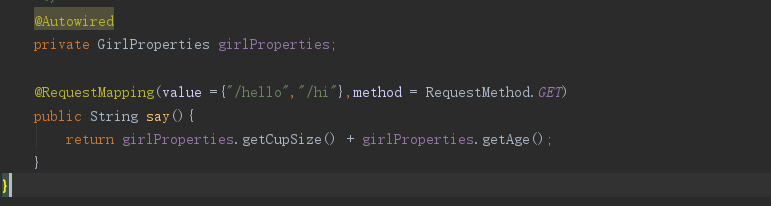 @Autowired
private GirlProperties girlProperties;
@RequestMapping(value ={"/hello","/hi"},method = RequestMethod.GET)
public String say(){
return girlProperties.getCupSize() + girlProperties.getAge();
}
}